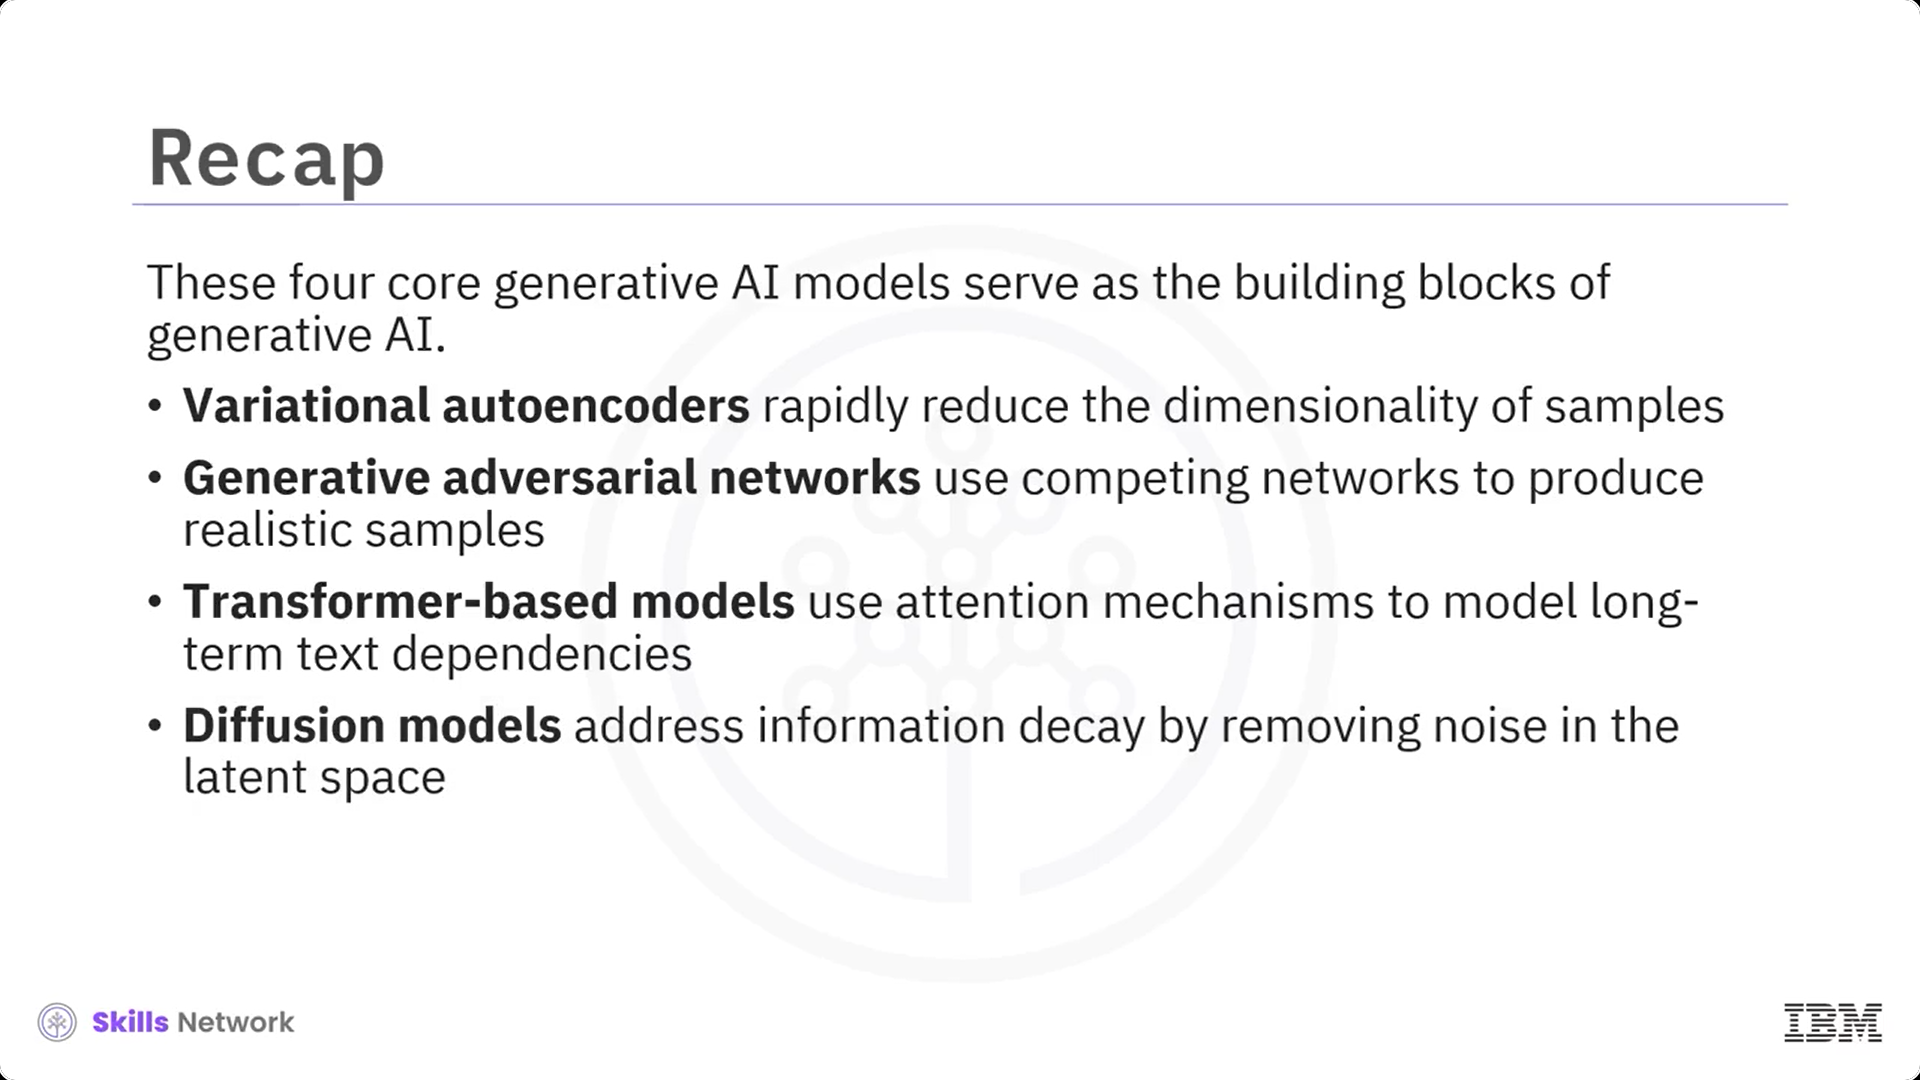 Recap
These four core generative AI models serve as the building blocks of
generative AI.
• Variational autoencoders rapidly reduce the dimensionality of samples
• Generative adversarial networks use competing networks to produce
realistic samples
• Transformer-based models use attention mechanisms to model long-
term text dependencies
• Diffusion models address information decay by removing noise in the
latent space
Skills Network
IBM